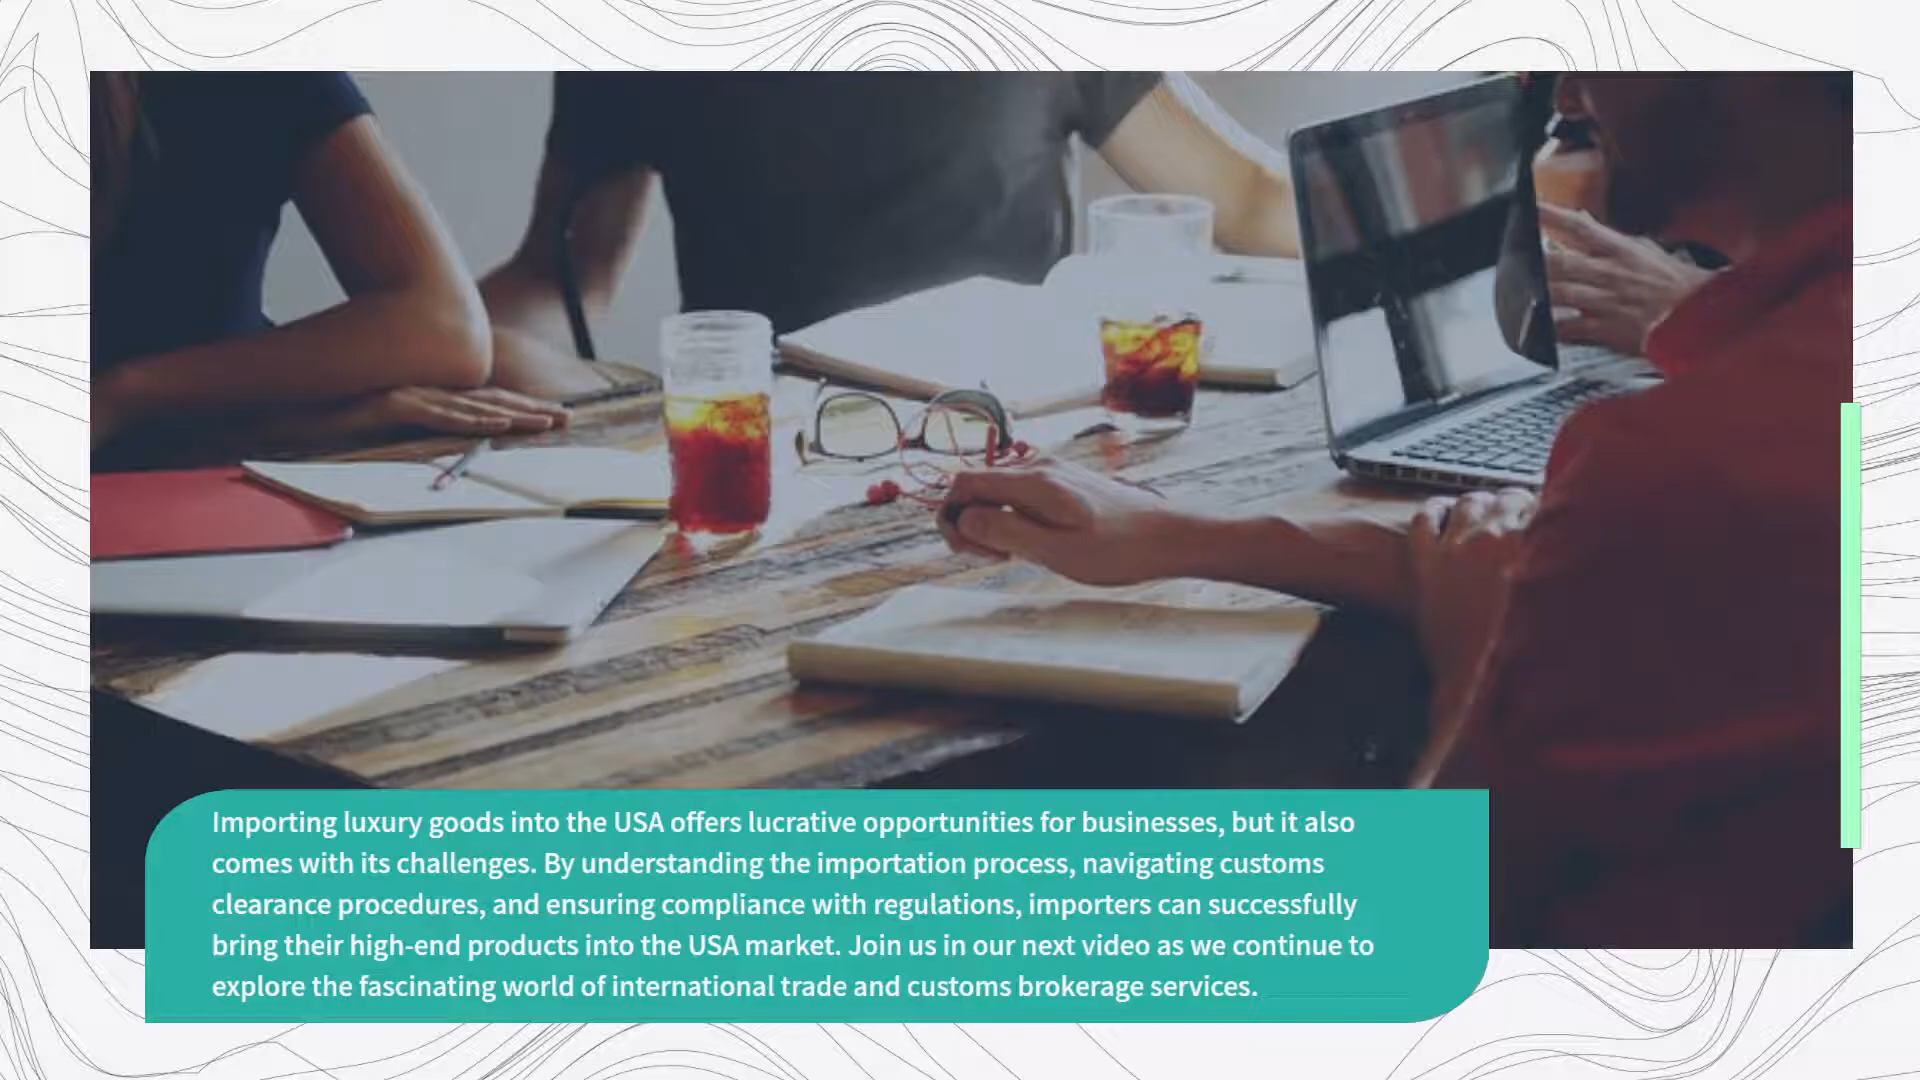 Importing luxury goods into the USA offers lucrative opportunities for businesses, but it also
comes with its challenges. By understanding the importation process, navigating customs
clearance procedures, and ensuring compliance with regulations, importers can successfully
bring their high-end products into the USA market. Join us in our next video as we continue to
explore the fascinating world of international trade and customs brokerage services.